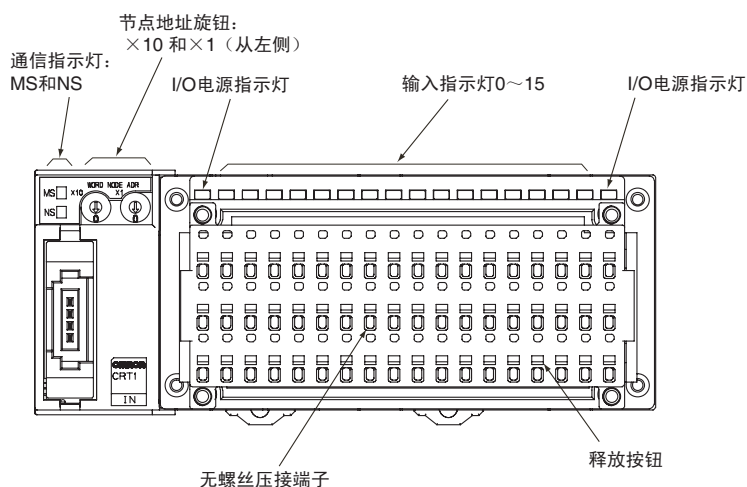 节点地址旋钮：
×10 和×1（从左侧）
通信指示灯：
MS和NS
I/O电源指示灯
输入指示灯0～15
I/O电源指示灯
WORD NODE ADR
MS
x10
x1
NS
OMRON
CRT1
IN
释放按钮
无螺丝压接端子